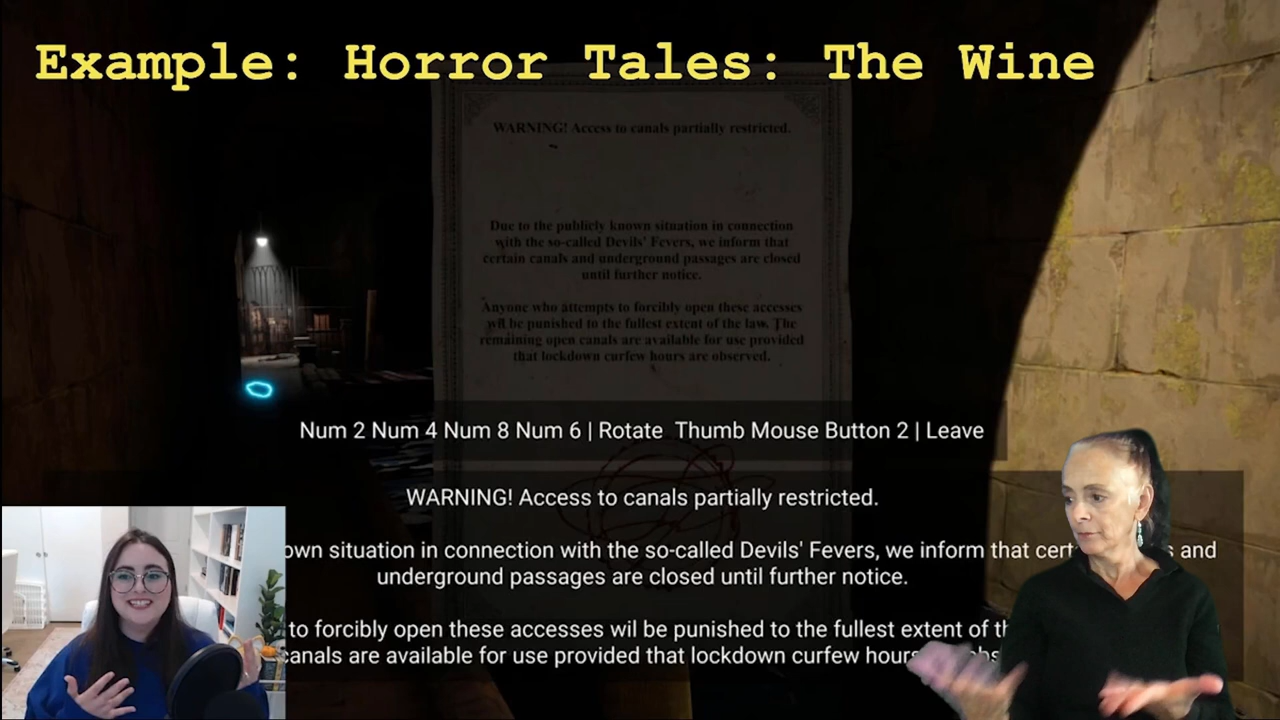 Example: Horror Tales: The Wine
WARNING! Access to canals partially restricted.
Due to the publicly known situation in connection
with the so-called Devils' Fevers, we inform that
certain canals and underground passages are closed
until further notice.
Anyone who attempts to forcibly open these accesses
wil be punished to the fullest extent of the law. The
remaining open canals are available for use provided
that lockdown curfew hours are observed.
Num 2 Num 4 Num 8 Num 6 | Rotate Thumb Mouse Button 2 | Leave
WARNING! Access to canals partially restricted.
own situation in connection with the so-called Devils' Fevers, we inform that cert s and
underground passages are closed until further notice.
to forcibly open these accesses wil be punished to the fullest extent of th
canals are available for use provided that lockdown curfew hours obs